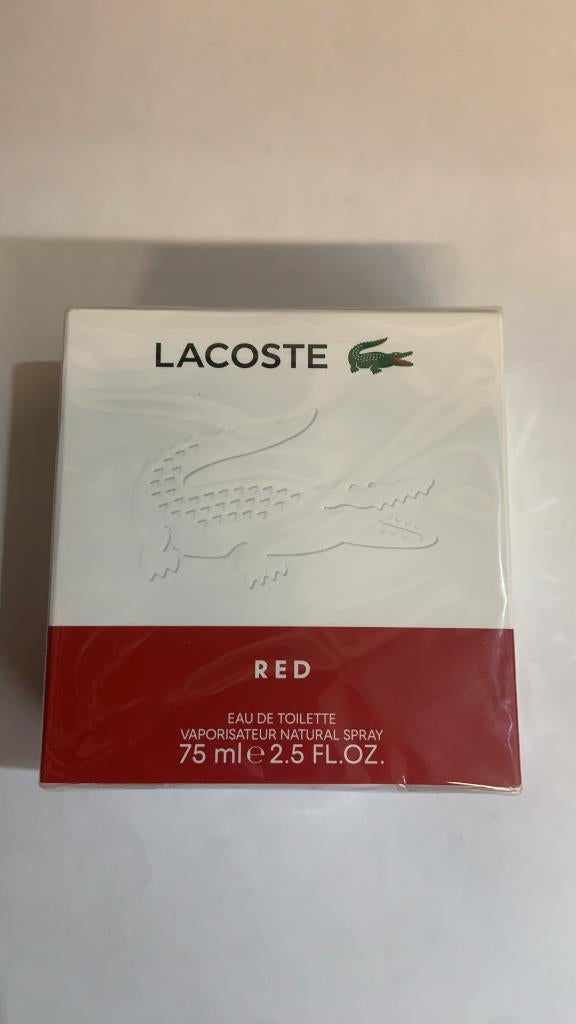 LACOSTE
RED
EAU DE TOILETTE
VAPORISATEUR NATURAL SPRAY
75 ml e 2.5 FL.OZ.